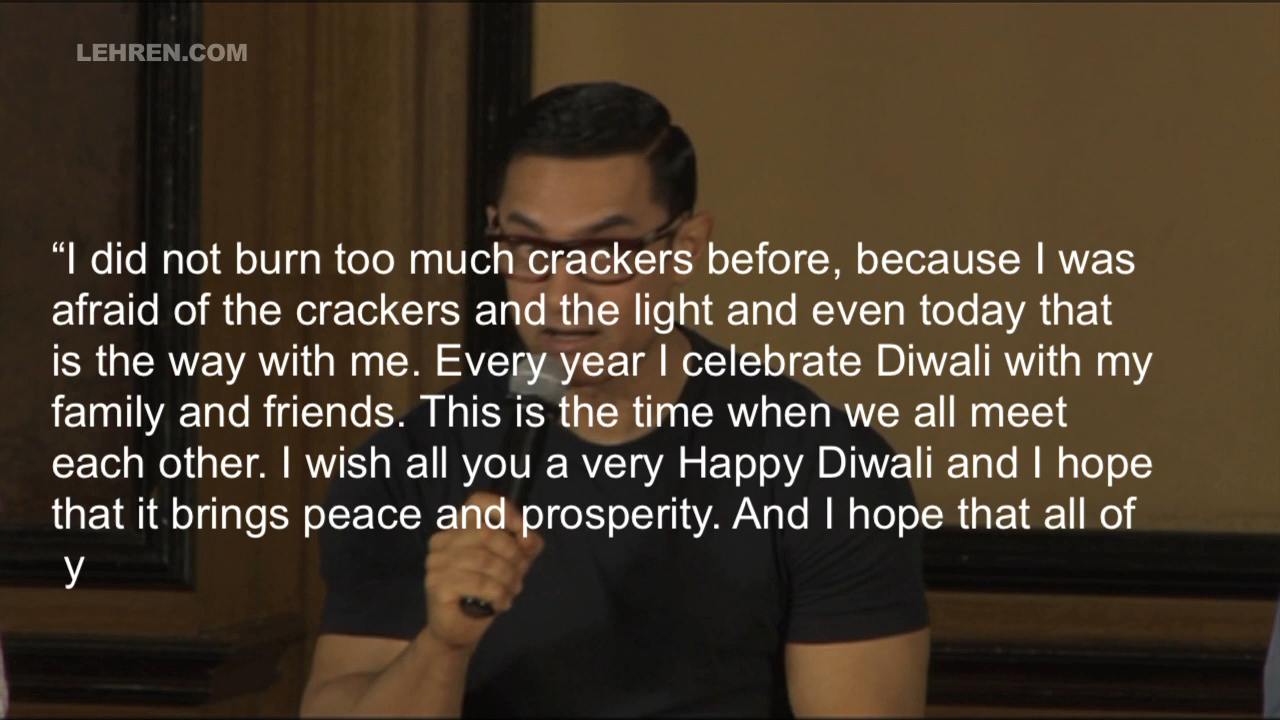 LEHREN.COM
“I did not burn too much crackers before, because I was
afraid of the crackers and the light and even today that
is the way with me. Every year I celebrate Diwali with my
family and friends. This is the time when we all meet
each other. I wish all you a very Happy Diwali and I hope
that it brings peace and prosperity. And I hope that all of
y